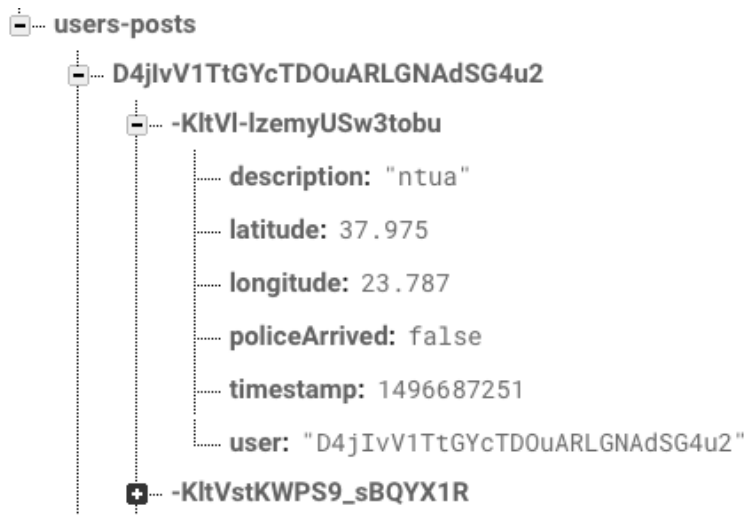 users-posts
D4jIvV1TtGYcTDOuARLGNAdSG4u2
-KltVl-lzemyUSw3tobu
description: "ntua"
latitude: 37.975
longitude: 23.787
policeArrived: false
timestamp: 1496687251
user: "D4jIvV1TtGYcTDOuARLGNAdSG4u2"
-KltVstKWPS9_sBQYX1R